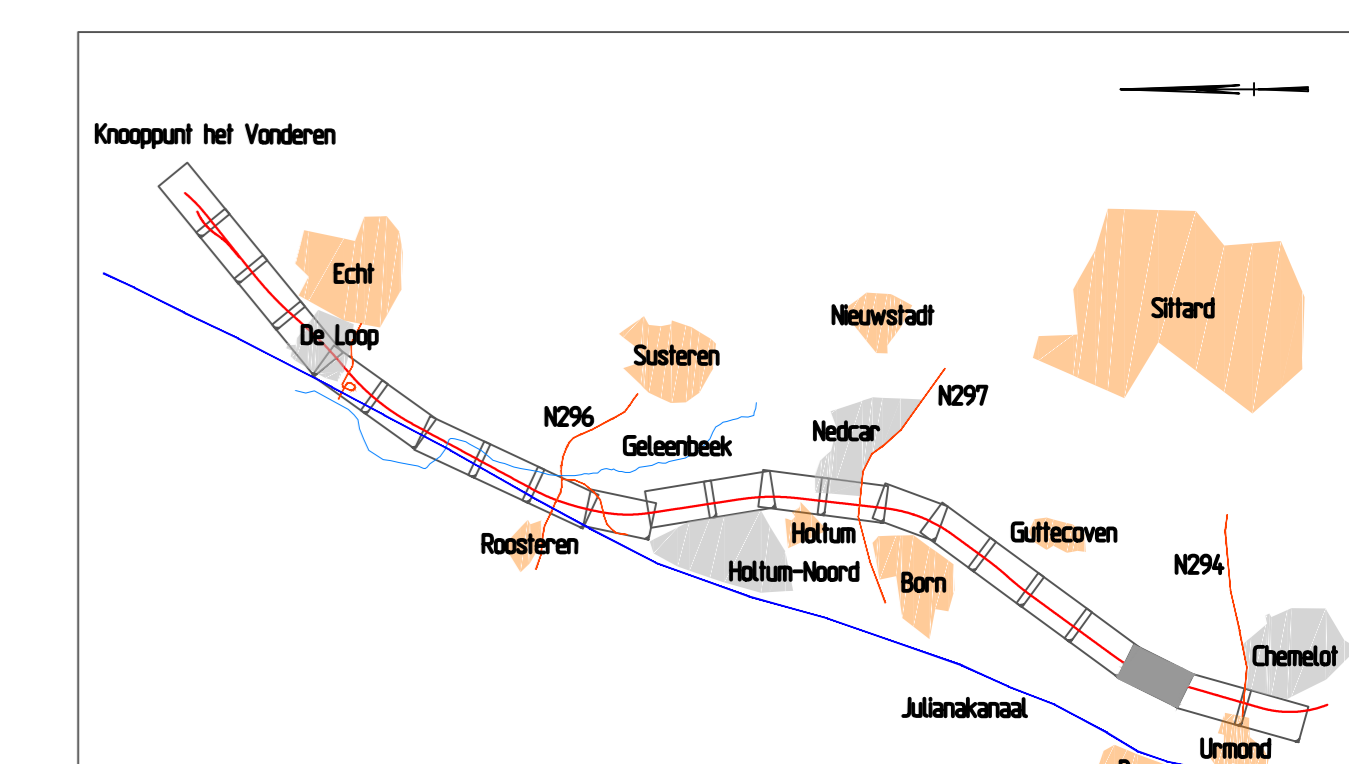 Knooppunt het Vonderen
Echt
Sittard
Nieuwstadt
De Loop
Susteren
N297
N296
Nedcar
Geleenbeek
Holtum
Guttecoven
Roosteren
N294
Holtum-Noord
Born
Chemelot
Julianakanaal
Urmond